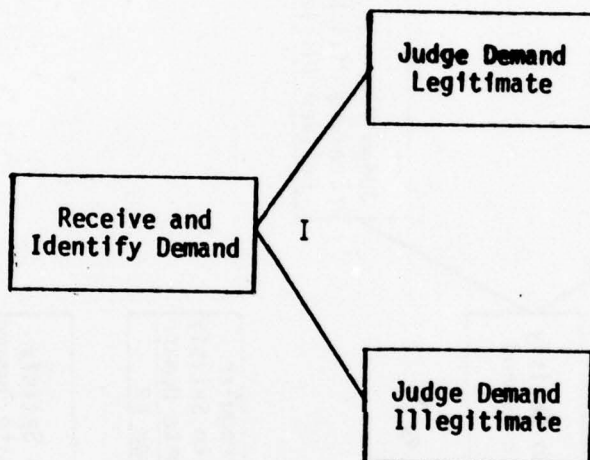 Judge Demand
Legitimate
Receive and
Identify Demand
I
Judge Demand
Illegitimate